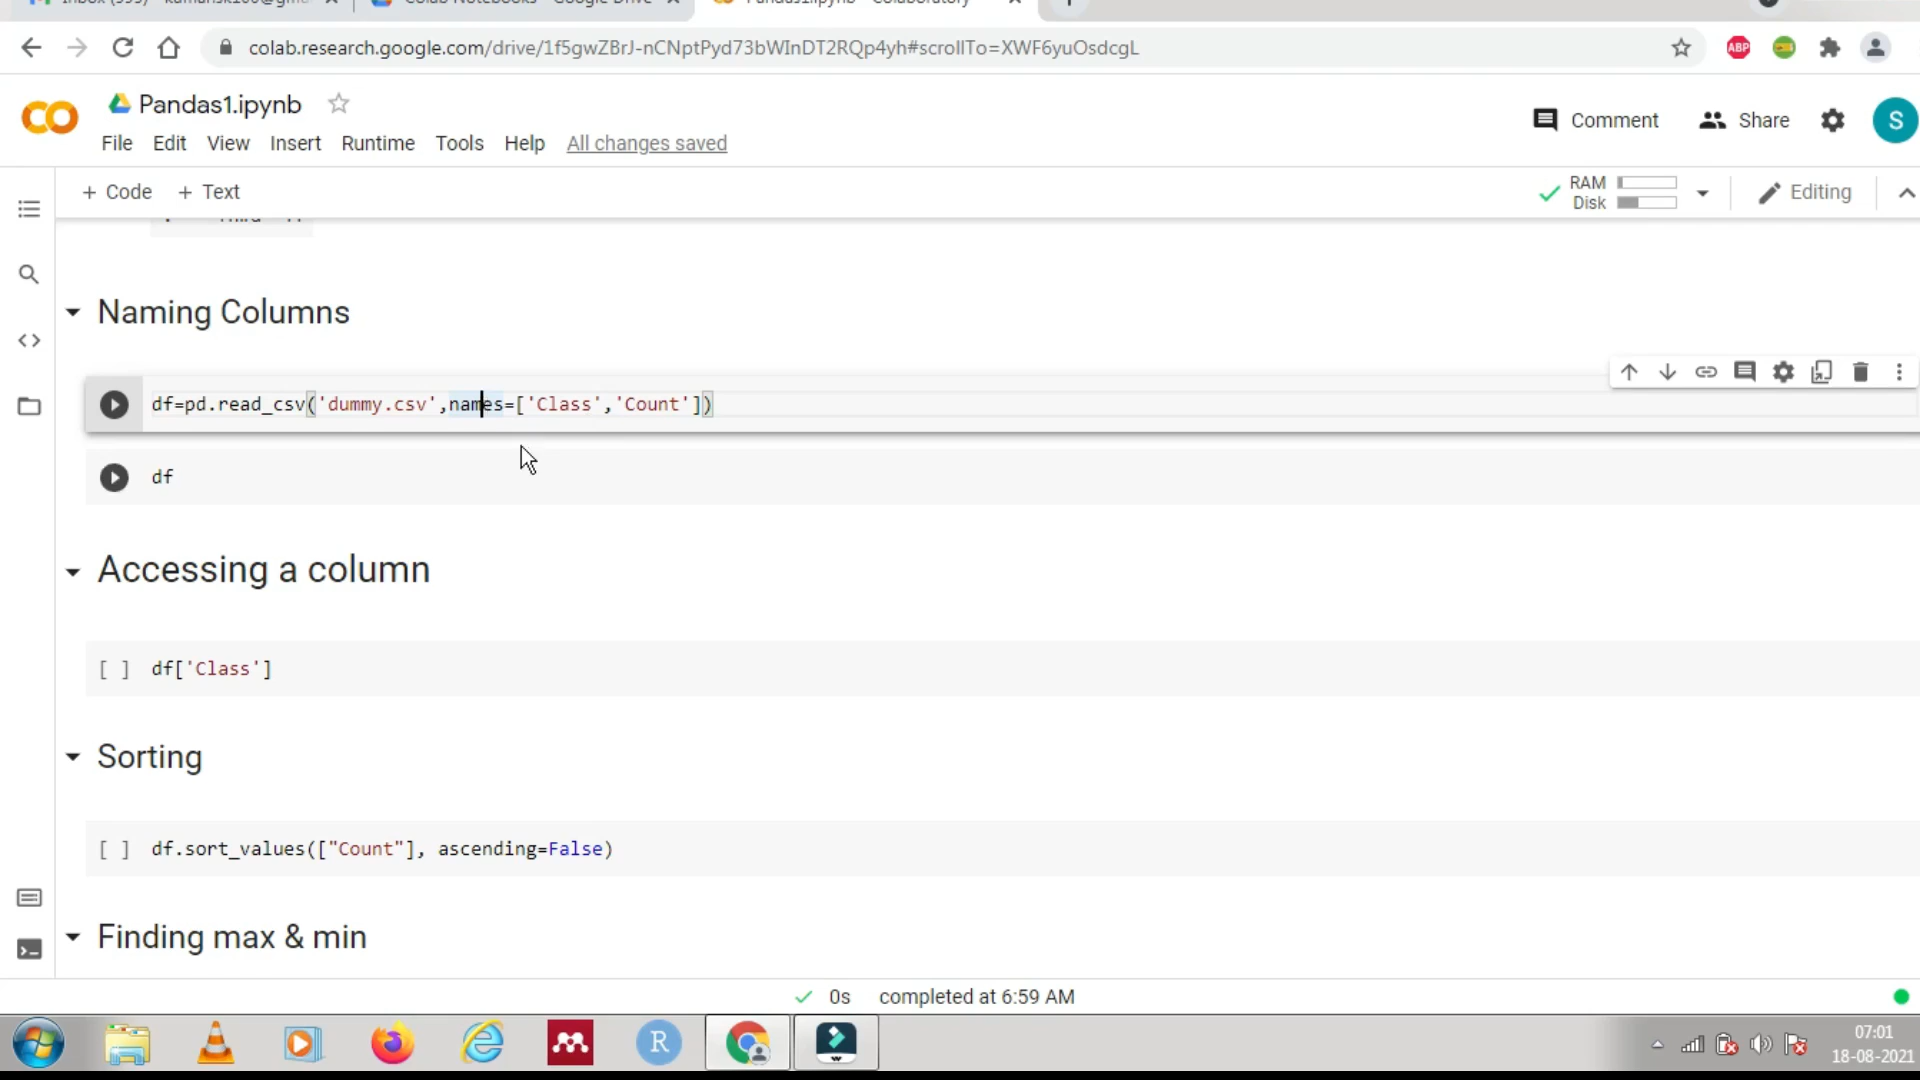 colab.research.google.com/drive/1f5gwZBrJ-nCNptPyd73bWInDT2RQp4yh#scrollTo=XWF6yuOsdcgL
ABP
CO
Pandas1.ipynb
Comment
Share
S
File Edit View Insert Runtime Tools Help All changes saved
+ Code + Text
RAM
Disk
Editing
Naming Columns
df=pd.read_csv('dummy.csv',names=['Class','Count'])
df
Accessing a column
[ ] df['Class']
Sorting
[ ] df.sort_values(["Count"], ascending=False)
Finding max & min
0s completed at 6:59 AM
R
07:01
18-08-2021